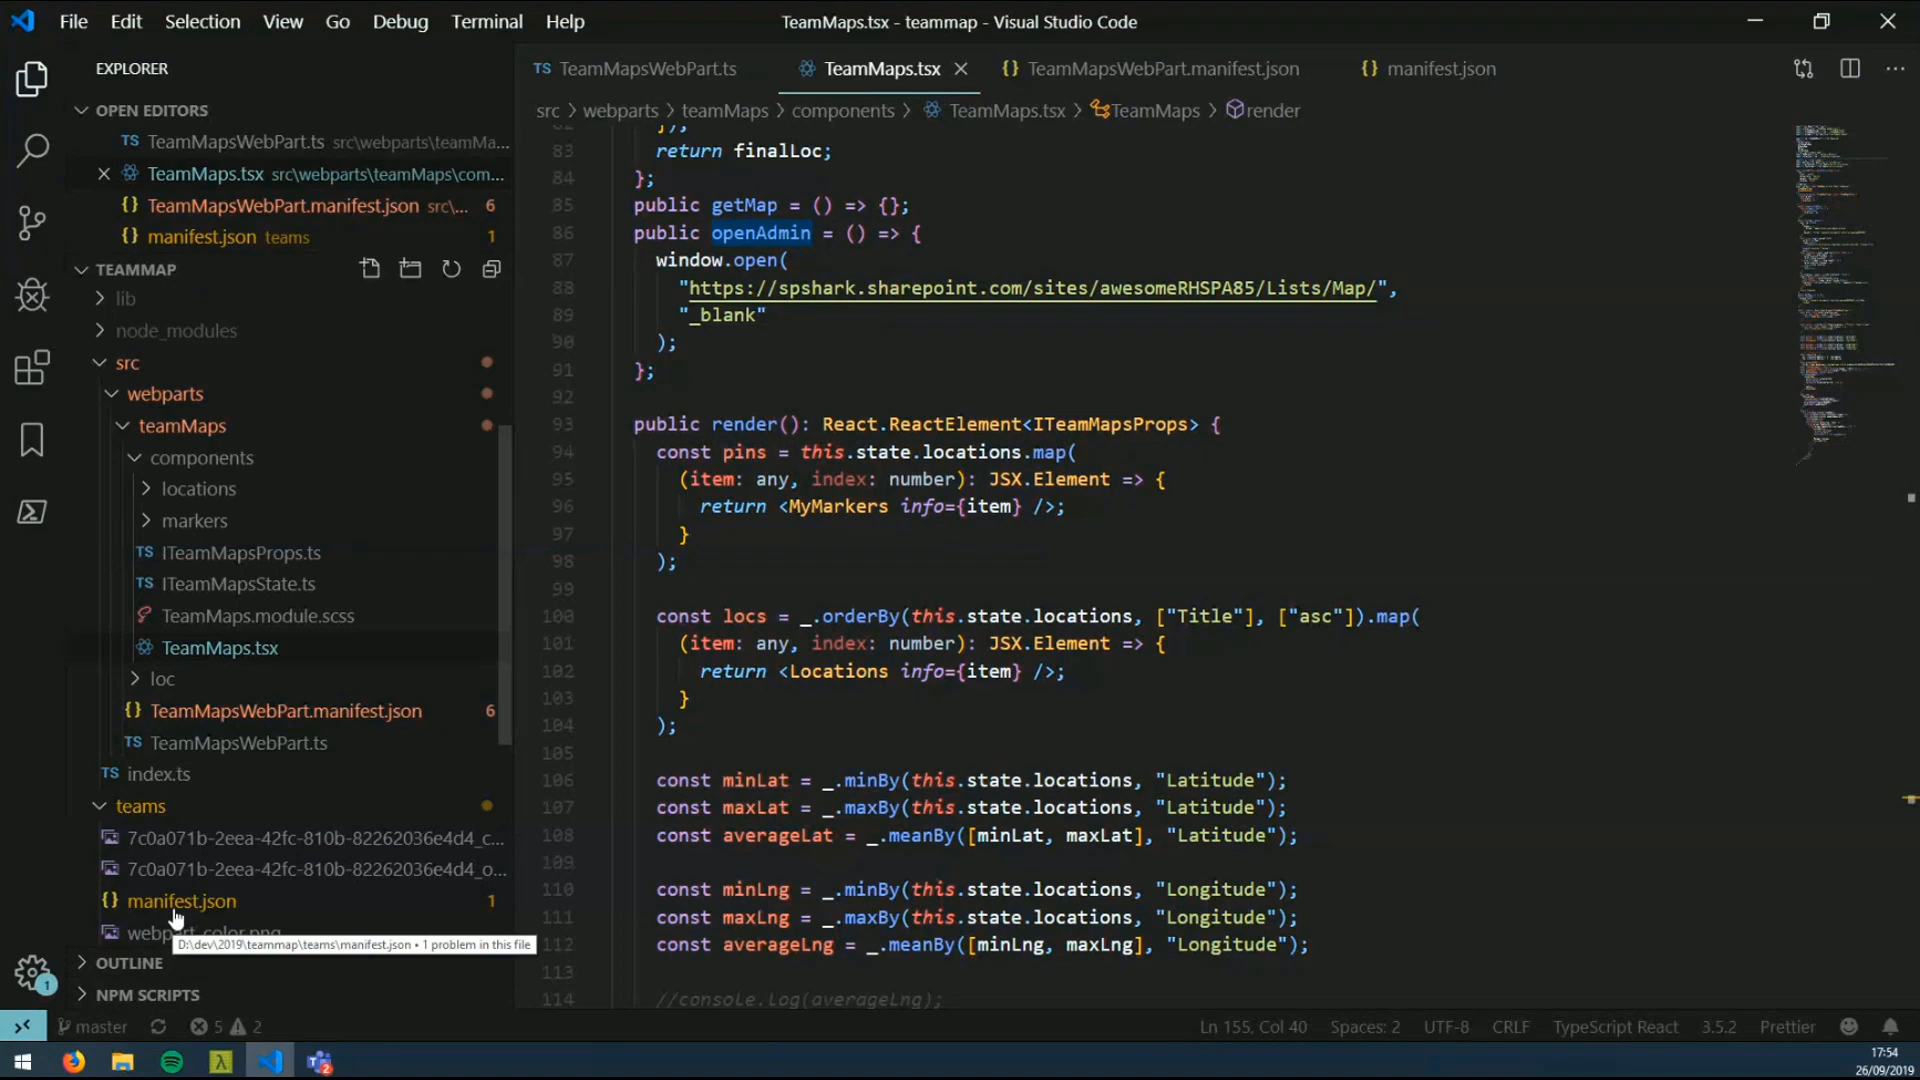 File Edit Selection View Go Debug Terminal Help
TeamMaps.tsx - teammap - Visual Studio Code
EXPLORER
OPEN EDITORS
TS TeamMapsWebPart.ts src\webparts\teamMa...
TeamMaps.tsx src\webparts\teamMaps\com...
{} TeamMapsWebPart.manifest.json src\... 6
{} manifest.json teams 1
TEAMMAP
lib
node_modules
src
webparts
teamMaps
components
locations
markers
TS ITeamMapsProps.ts
TS ITeamMapsState.ts
TeamMaps.module.scss
TeamMaps.tsx
loc
{} TeamMapsWebPart.manifest.json 6
TS TeamMapsWebPart.ts
TS index.ts
teams
7c0a071b-2eea-42fc-810b-82262036e4d4_c...
7c0a071b-2eea-42fc-810b-82262036e4d4_o...
{} manifest.json 1
webpart_color.png
D:\dev\2019\teammap\teams\manifest.json • 1 problem in this file
OUTLINE
NPM SCRIPTS
TS TeamMapsWebPart.ts TeamMaps.tsx {} TeamMapsWebPart.manifest.json {} manifest.json
src > webparts > teamMaps > components > TeamMaps.tsx > TeamMaps > render
82 });
83 return finalLoc;
84 };
85 public getMap = () => {};
86 public openAdmin = () => {
87 window.open(
88 "https://spshark.sharepoint.com/sites/awesomeRHSPA85/Lists/Map/",
89 "_blank"
90 );
91 };
92
93 public render(): React.ReactElement<ITeamMapsProps> {
94 const pins = this.state.locations.map(
95 (item: any, index: number): JSX.Element => {
96 return <MyMarkers info={item} />;
97 }
98 );
99
100 const locs = _.orderBy(this.state.locations, ["Title"], ["asc"]).map(
101 (item: any, index: number): JSX.Element => {
102 return <Locations info={item} />;
103 }
104 );
105
106 const minLat = _.minBy(this.state.locations, "Latitude");
107 const maxLat = _.maxBy(this.state.locations, "Latitude");
108 const averageLat = _.meanBy([minLat, maxLat], "Latitude");
109
110 const minLng = _.minBy(this.state.locations, "Longitude");
111 const maxLng = _.maxBy(this.state.locations, "Longitude");
112 const averageLng = _.meanBy([minLng, maxLng], "Longitude");
113
114 //console.log(averageLng);
1
master 5 2 Ln 155, Col 40 Spaces: 2 UTF-8 CRLF TypeScript React 3.5.2 Prettier
2
17:54
26/09/2019